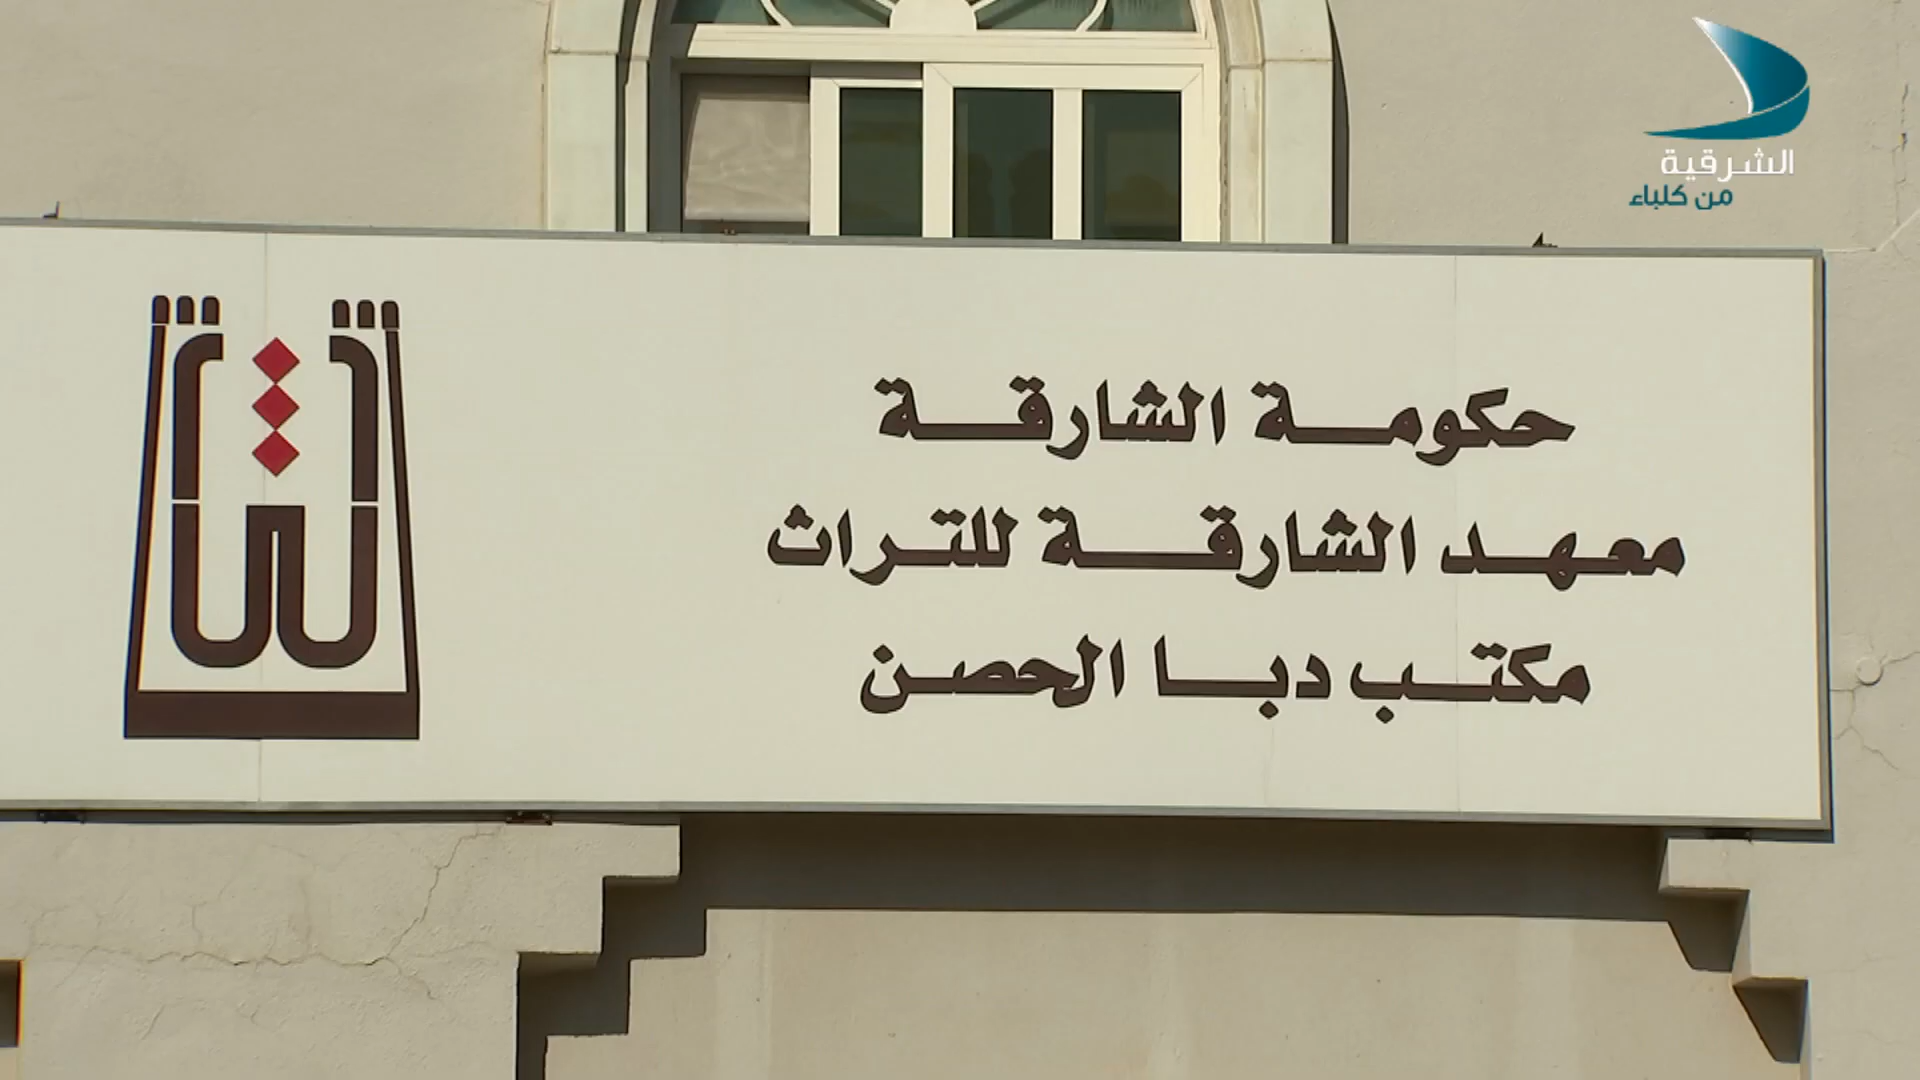 الشرقية
من كلباء
حكومة الشارقة
معهد الشارقة للتراث
مكتب دبا الحصن